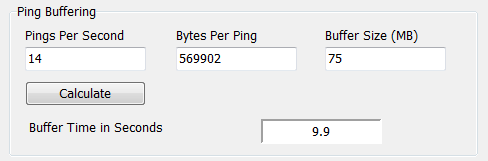 Ping Buffering
Pings Per Second Bytes Per Ping Buffer Size (MB)
14 569902 75
Calculate
Buffer Time in Seconds 9.9